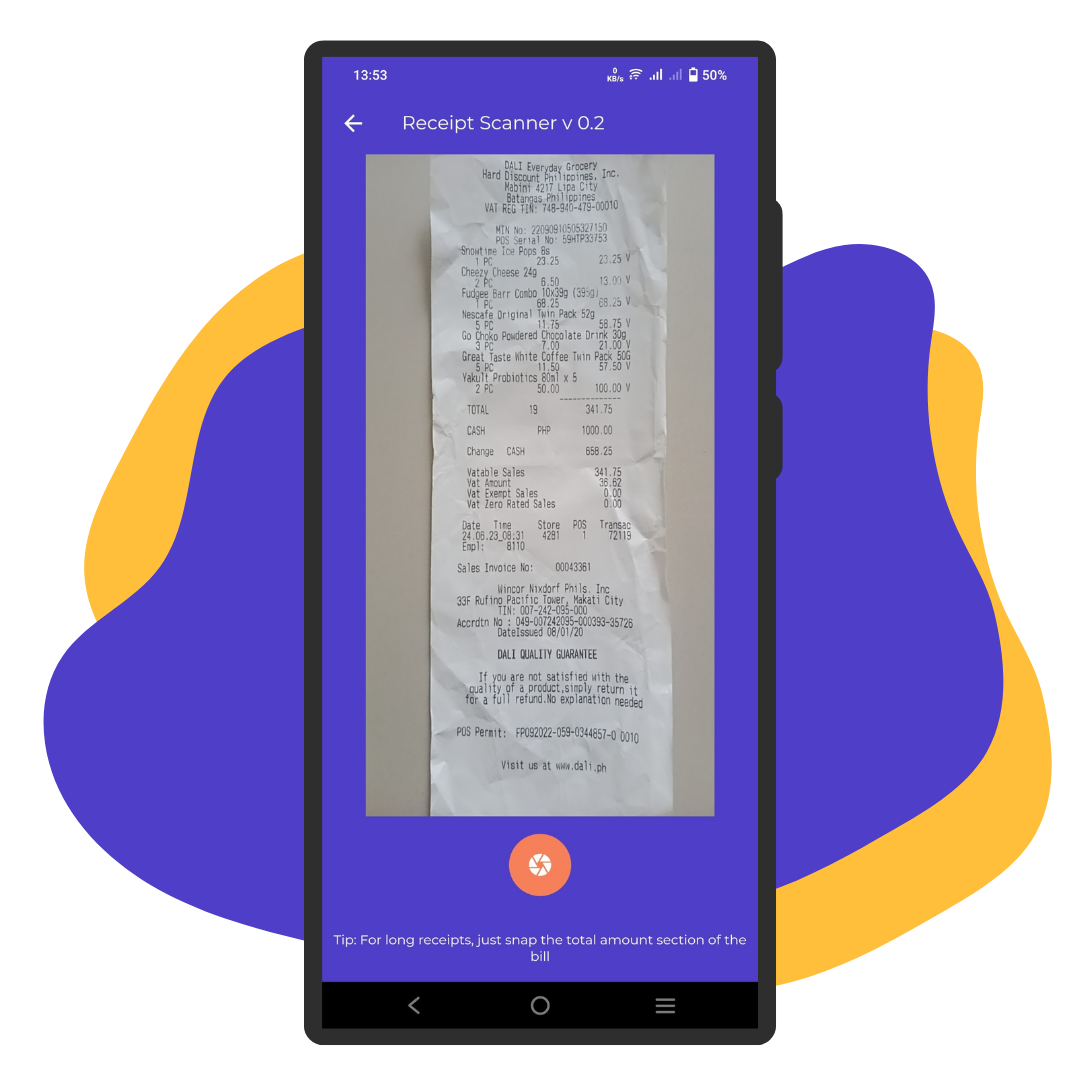 13:53
0
KB/s
50%
Receipt Scanner v 0.2
DALI Everyday Grocery
Hard Discount Philippines, Inc.
Mabini 4217 Lipa City
Batangas Philippines
VAT REG TIN: 748-940-479-00010
MIN No: 22090910505327150
POS Serial No: 59HTP33753
Snowtime Ice Pops 8s
1 PC 23.25 23.25 V
Cheezy Cheese 24g
2 PC 6.50 13.00 V
Fudgee Barr Combo 10x39g (395g)
1 PC 68.25 68.25 V
Nescafe Original Twin Pack 52g
5 PC 11.75 58.75 V
Go Choko Powdered Chocolate Drink 30g
3 PC 7.00 21.00 V
Great Taste White Coffee Twin Pack 50G
5 PC 11.50 57.50 V
Yakult Probiotics 80ml x 5
2 PC 50.00 100.00 V
--------------
TOTAL 19 341.75
CASH PHP 1000.00
Change CASH 658.25
Vatable Sales 341.75
Vat Amount 36.62
Vat Exempt Sales 0.00
Vat Zero Rated Sales 0.00
Date Time Store POS Transac
24.06.23_08:31 4281 1 72119
Empl: 8110
Sales Invoice No: 00043361
Wincor Nixdorf Phils. Inc
33F Rufino Pacific Tower, Makati City
TIN: 007-242-095-000
Accrdtn No : 049-007242095-000393-35726
DateIssued 08/01/20
DALI QUALITY GUARANTEE
If you are not satisfied with the
quality of a product,simply return it
for a full refund.No explanation needed
POS Permit: FP092022-059-0344857-0 0010
Visit us at www.dali.ph
Tip: For long receipts, just snap the total amount section of the
bill